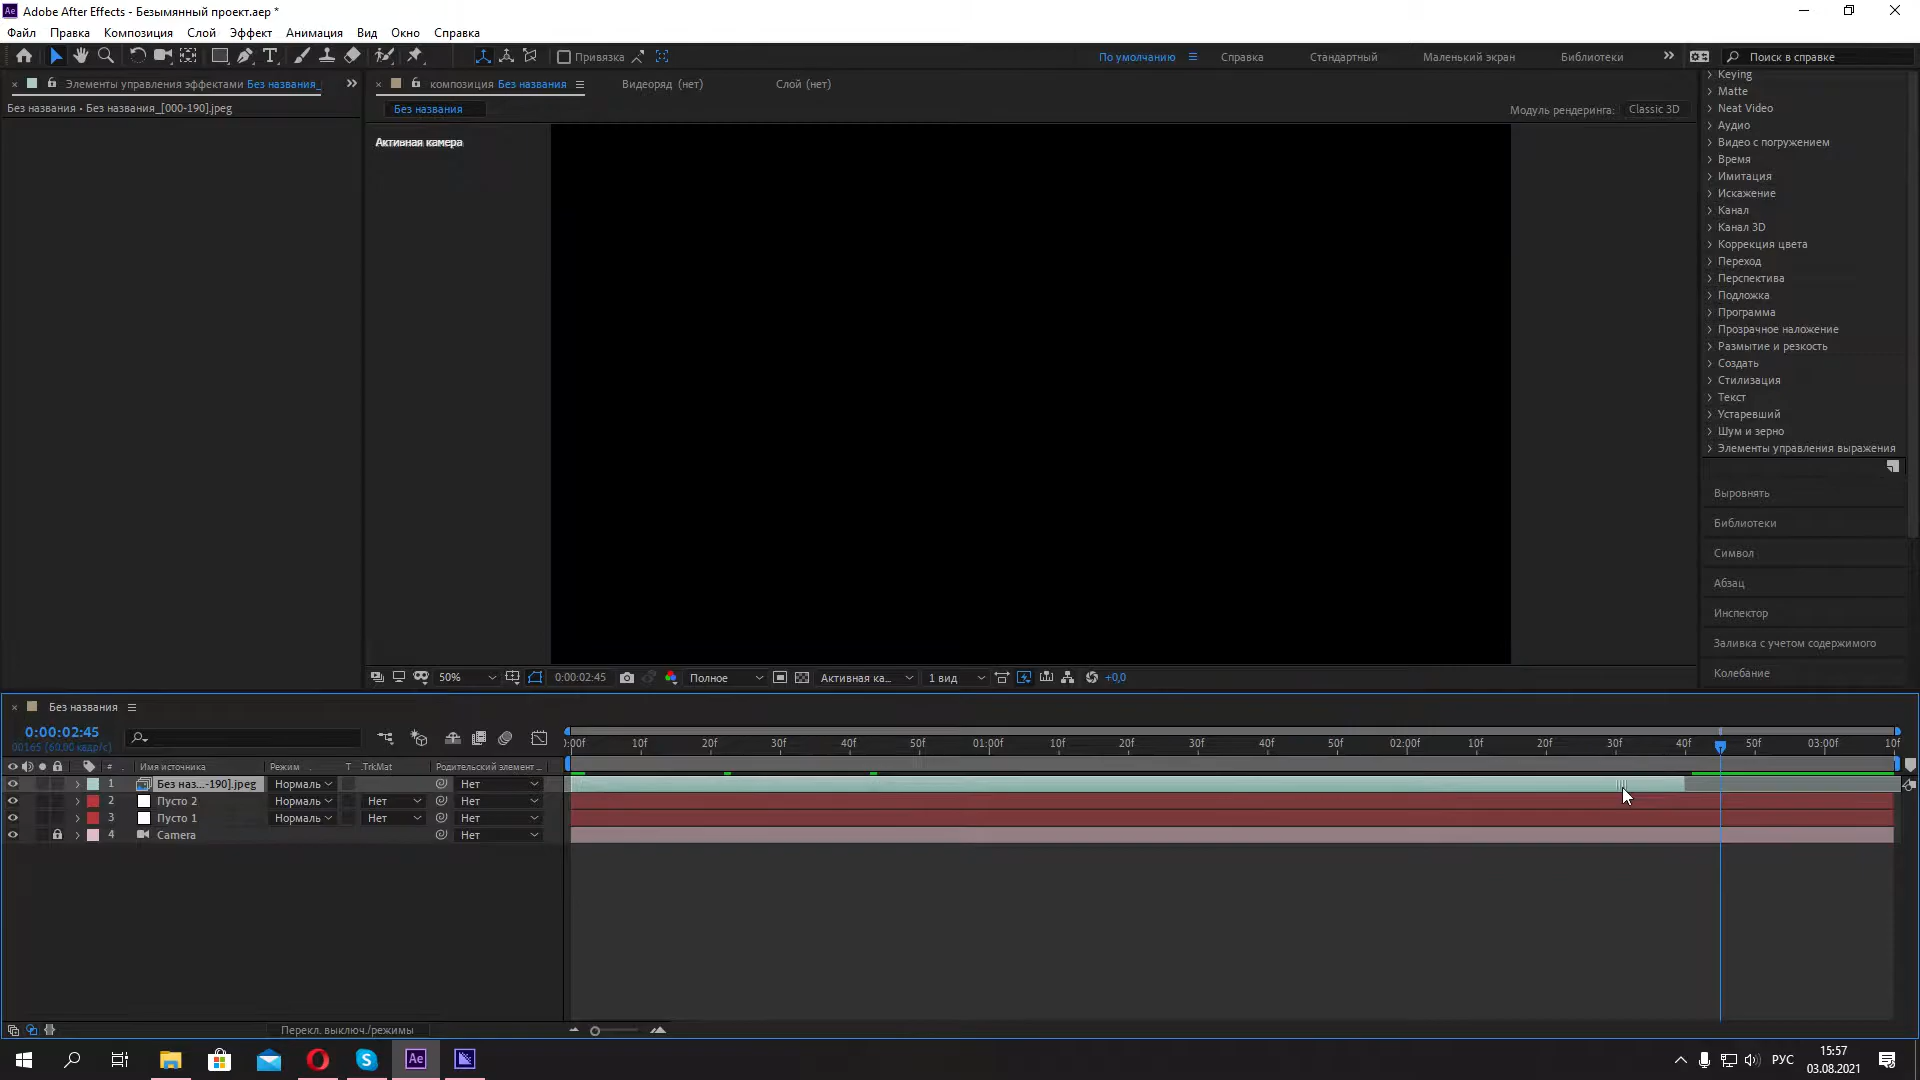 Adobe After Effects - Безымянный проект.aep *
Файл Правка Композиция Слой Эффект Анимация Вид Окно Справка
Привязка
По умолчанию Справка Стандартный Маленький экран Библиотеки Поиск в справке
Элементы управления эффектами Без названия_
композиция Без названия Видеоряд (нет) Слой (нет)
Без названия • Без названия_[000-190].jpeg
Без названия
Модуль рендеринга: Classic 3D
Активная камера
Keying
Matte
Neat Video
Аудио
Видео с погружением
Время
Имитация
Искажение
Канал
Канал 3D
Коррекция цвета
Переход
Перспектива
Подложка
Программа
Прозрачное наложение
Размытие и резкость
Создать
Стилизация
Текст
Устаревший
Шум и зерно
Элементы управления выражения
Выровнять
Библиотеки
Символ
Абзац
Инспектор
Заливка с учетом содержимого
Колебание
50% 0:00:02:45 Полное Активная ка... 1 вид +0,0
Без названия
0:00:02:45
00165 (60,00 кадр/с)
:00f 10f 20f 30f 40f 50f 01:00f 10f 20f 30f 40f 50f 02:00f 10f 20f 30f 40f 50f 03:00f 10f
# Имя источника Режим T .TrkMat Родительский элемент ...
1 Без наз...-190].jpeg Нормаль Нет
2 Пусто 2 Нормаль Нет Нет
3 Пусто 1 Нормаль Нет Нет
4 Camera Нет
Перекл. выключ./режимы
Ae
РУС
15:57
03.08.2021